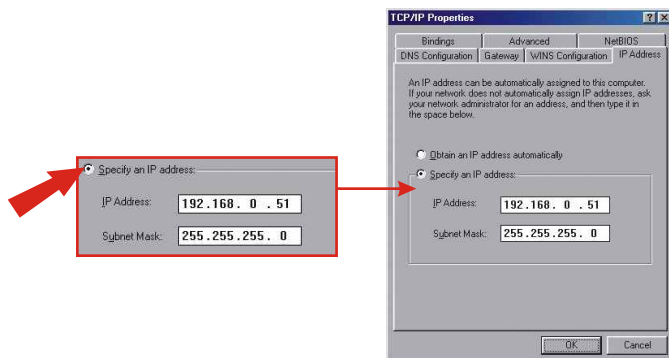 TCP/IP Properties
Bindings Advanced NetBIOS
DNS Configuration Gateway WINS Configuration IP Address
An IP address can be automatically assigned to this computer.
If your network does not automatically assign IP addresses, ask
your network administrator for an address, and then type it in
the space below.
Obtain an IP address automatically
Specify an IP address:
IP Address: 192.168. 0 . 51
Subnet Mask: 255.255.255. 0
OK Cancel
Specify an IP address:
IP Address: 192.168. 0 . 51
Subnet Mask: 255.255.255. 0